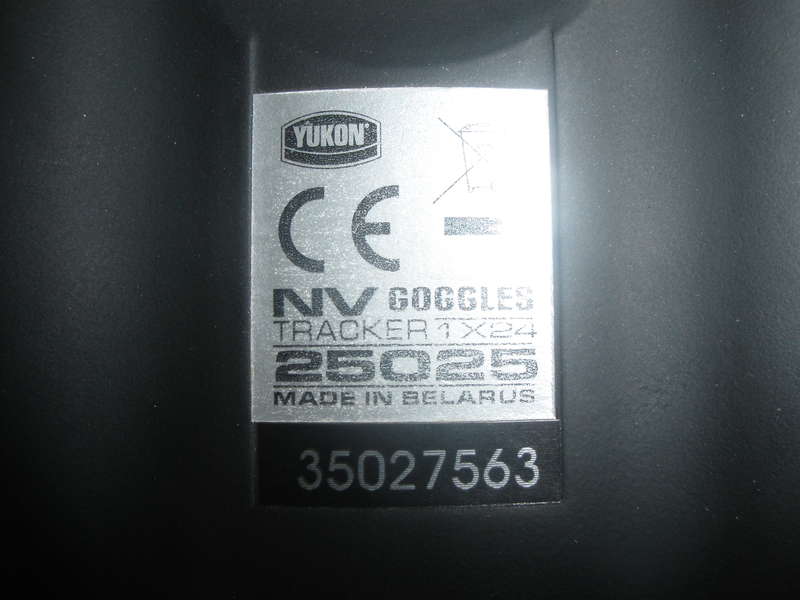 YUKON®
CE
NV GOGGLES
TRACKER 1X24
25025
MADE IN BELARUS
35027563